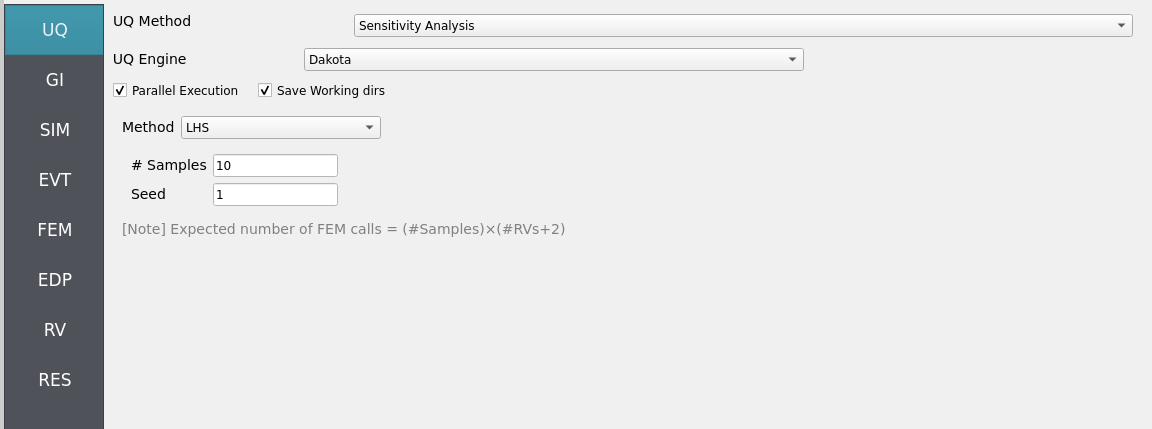 UQ
GI
SIM
EVT
FEM
EDP
RV
RES
UQ Method Sensitivity Analysis
UQ Engine Dakota
Parallel Execution Save Working dirs
Method LHS
# Samples 10
Seed 1
[Note] Expected number of FEM calls = (#Samples)×(#RVs+2)